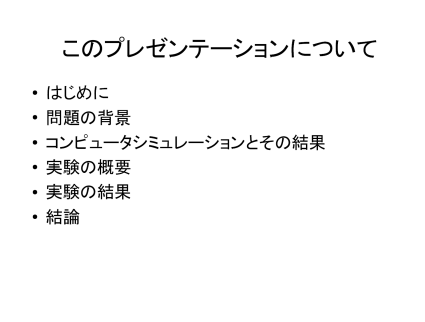 このプレゼンテーションについて
• はじめに
• 問題の背景
• コンピュータシミュレーションとその結果
• 実験の概要
• 実験の結果
• 結論